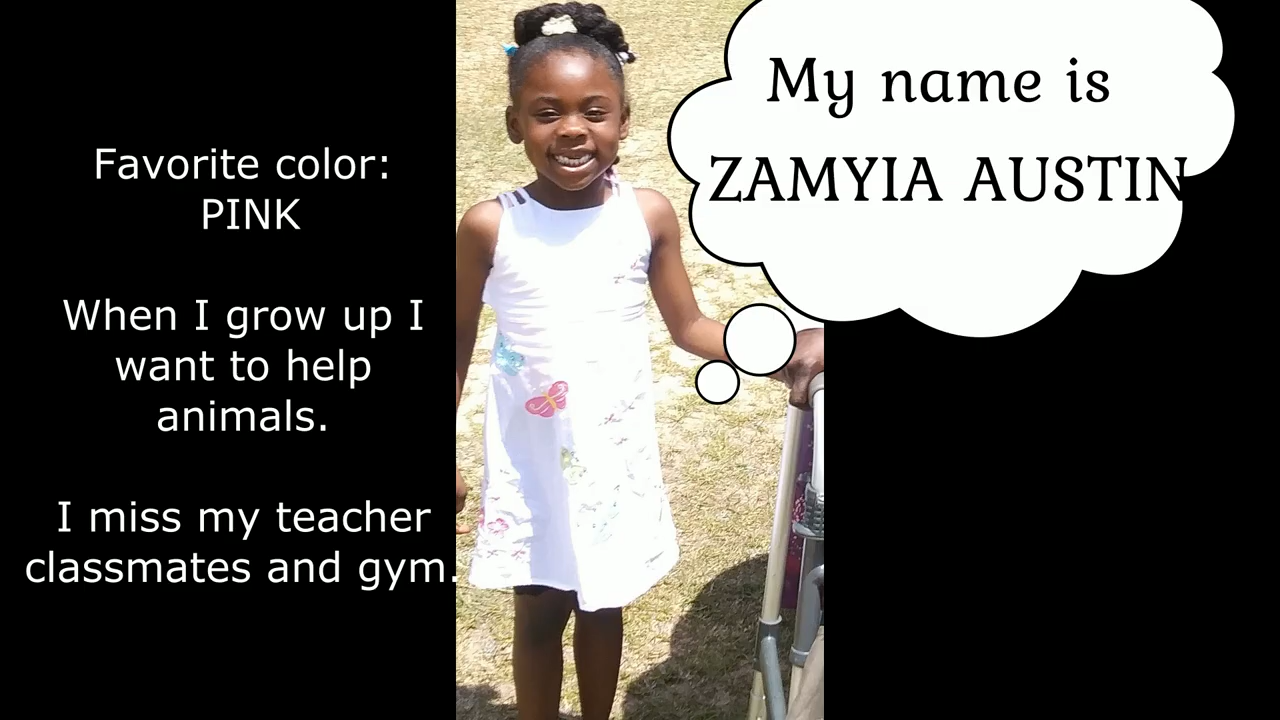 Favorite color:
PINK
When I grow up I
want to help
animals.
I miss my teacher
classmates and gym.
My name is
ZAMYIA AUSTIN